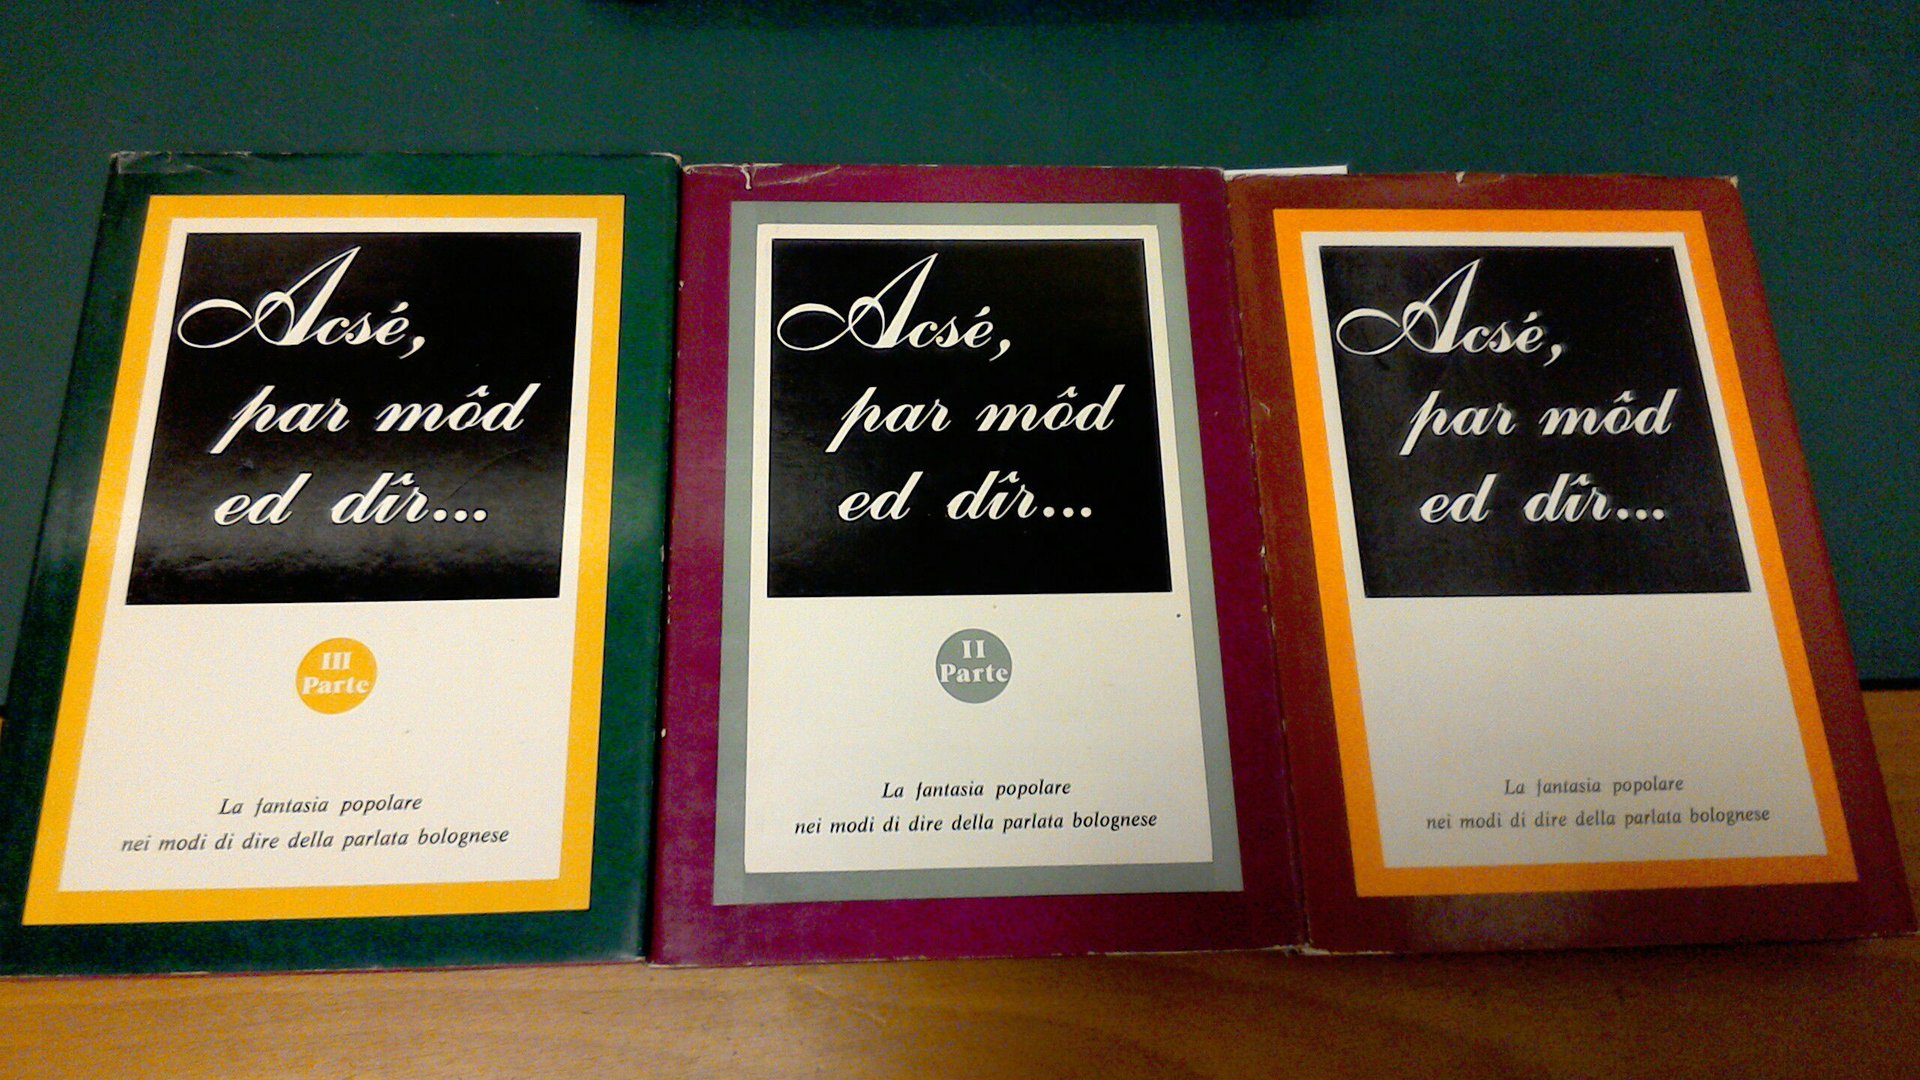 Acsé,
par môd
ed dîr...
III
Parte
La fantasia popolare
nei modi di dire della parlata bolognese
Acsé,
par môd
ed dîr...
II
Parte
La fantasia popolare
nei modi di dire della parlata bolognese
Acsé,
par môd
ed dîr...
La fantasia popolare
nei modi di dire della parlata bolognese